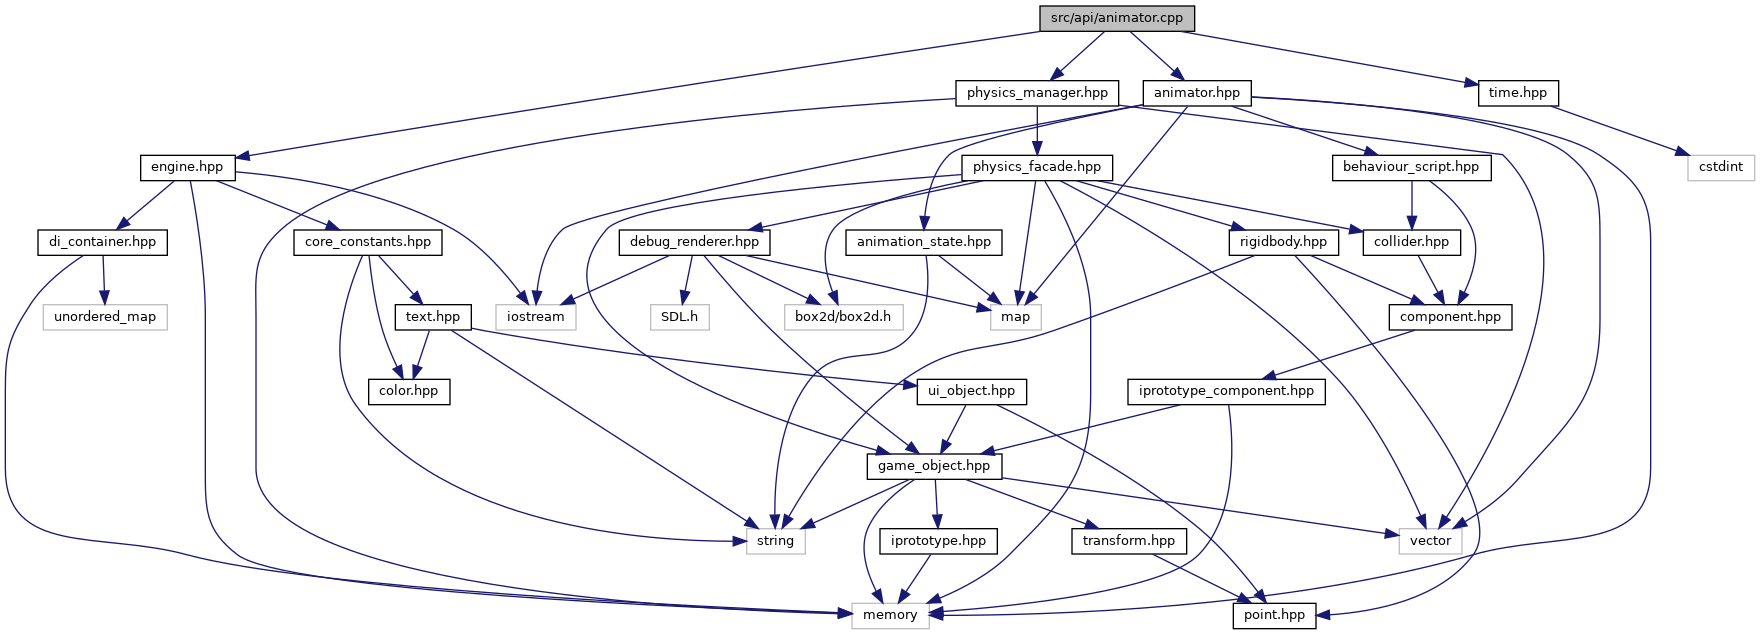 src/api/animator.cpp
physics_manager.hpp
animator.hpp
time.hpp
engine.hpp
physics_facade.hpp
behaviour_script.hpp
cstdint
di_container.hpp
core_constants.hpp
debug_renderer.hpp
animation_state.hpp
rigidbody.hpp
collider.hpp
unordered_map
text.hpp
iostream
SDL.h
box2d/box2d.h
map
component.hpp
color.hpp
ui_object.hpp
iprototype_component.hpp
game_object.hpp
string
iprototype.hpp
transform.hpp
vector
memory
point.hpp